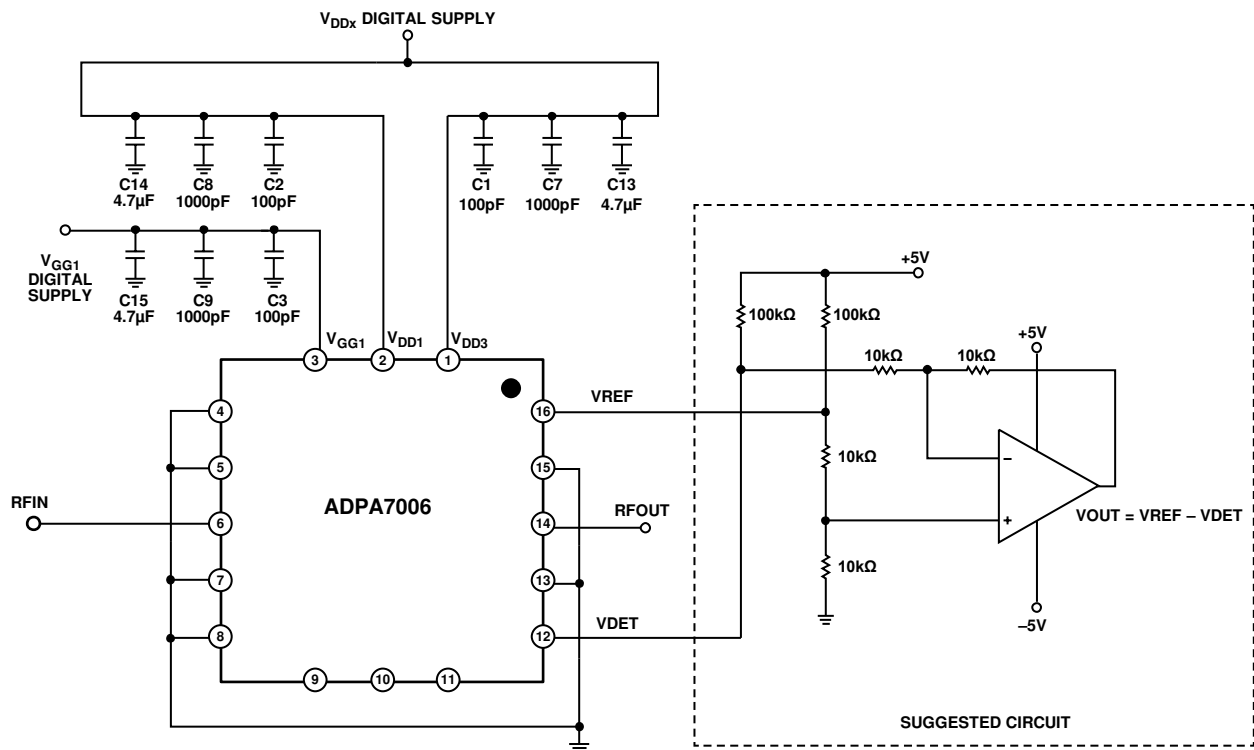 VDDx DIGITAL SUPPLY
C14
4.7µF
C8
1000pF
C2
100pF
C1
100pF
C7
1000pF
C13
4.7µF
VGG1
DIGITAL
SUPPLY
C15
4.7µF
C9
1000pF
C3
100pF
VGG1
VDD1
VDD3
3
2
1
4
5
6
7
8
9
10
11
12
13
14
15
16
RFIN
ADPA7006
VREF
RFOUT
VDET
+5V
100kΩ
100kΩ
10kΩ
10kΩ
+5V
10kΩ
10kΩ
–
+
VOUT = VREF – VDET
–5V
SUGGESTED CIRCUIT